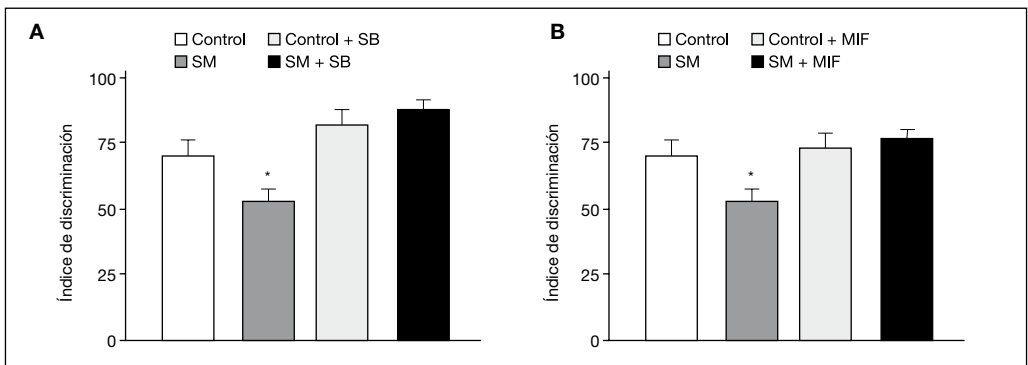 A
Control
Control + SB
SM
SM + SB
Índice de discriminación
100
75
50
25
0
*
B
Control
Control + MIF
SM
SM + MIF
Índice de discriminación
100
75
50
25
0
*